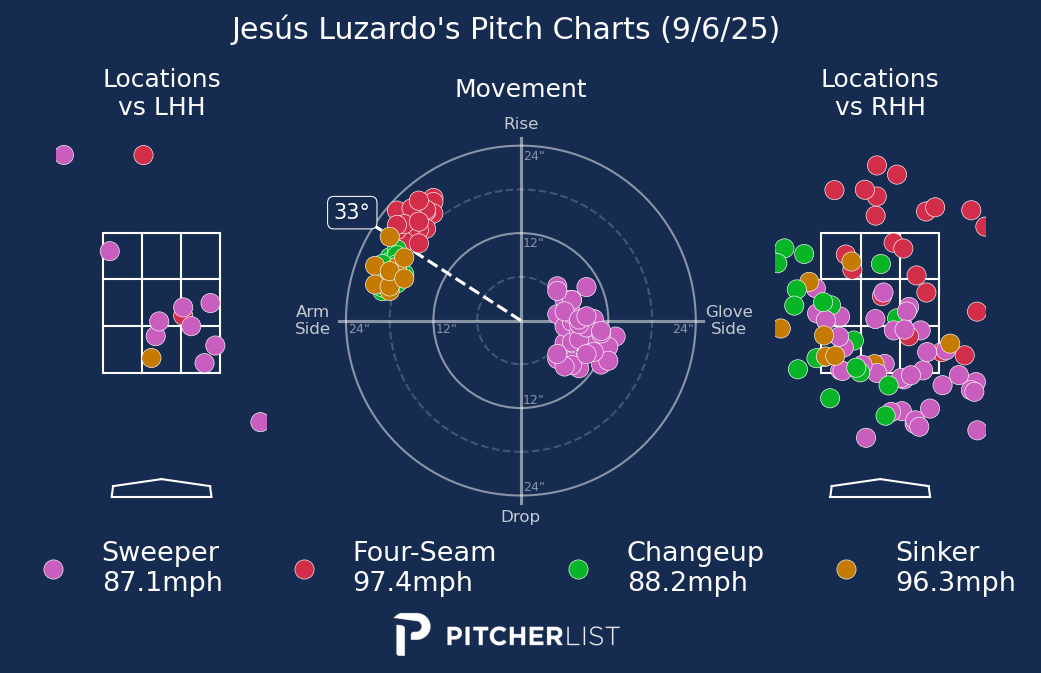 Jesús Luzardo's Pitch Charts (9/6/25)
Locations
vs LHH
Movement
Locations
vs RHH
Rise
24"
33°
12"
Arm
Side
24"
12"
24"
Glove
Side
12"
24"
Drop
Sweeper
87.1mph
Four-Seam
97.4mph
Changeup
88.2mph
Sinker
96.3mph
PITCHERLIST